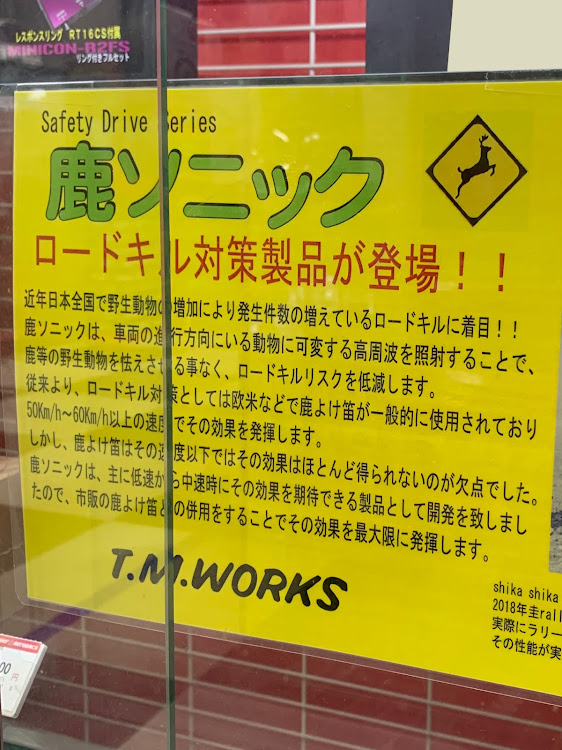 レスポンスリング RT16CS付属
MINICON-R2FS
リング付きフルセット
Safety Drive Series
鹿ソニック
ロードキル対策製品が登場！！
近年日本全国で野生動物の増加により発生件数の増えているロードキルに着目！！
鹿ソニックは、車両の進行方向にいる動物に可変する高周波を照射することで、
鹿等の野生動物を怯えさせる事なく、ロードキルリスクを低減します。
従来より、ロードキル対策としては欧米などで鹿よけ笛が一般的に使用されており
50Km/h～60Km/h以上の速度でその効果を発揮します。
しかし、鹿よけ笛はその速度以下ではその効果はほとんど得られないのが欠点でした。
鹿ソニックは、主に低速から中速時にその効果を期待できる製品として開発を致しまし
たので、市販の鹿よけ笛との併用をすることでその効果を最大限に発揮します。
T.M.WORKS
shika shika
2018年圭rall
実際にラリー
その性能が実
00
円